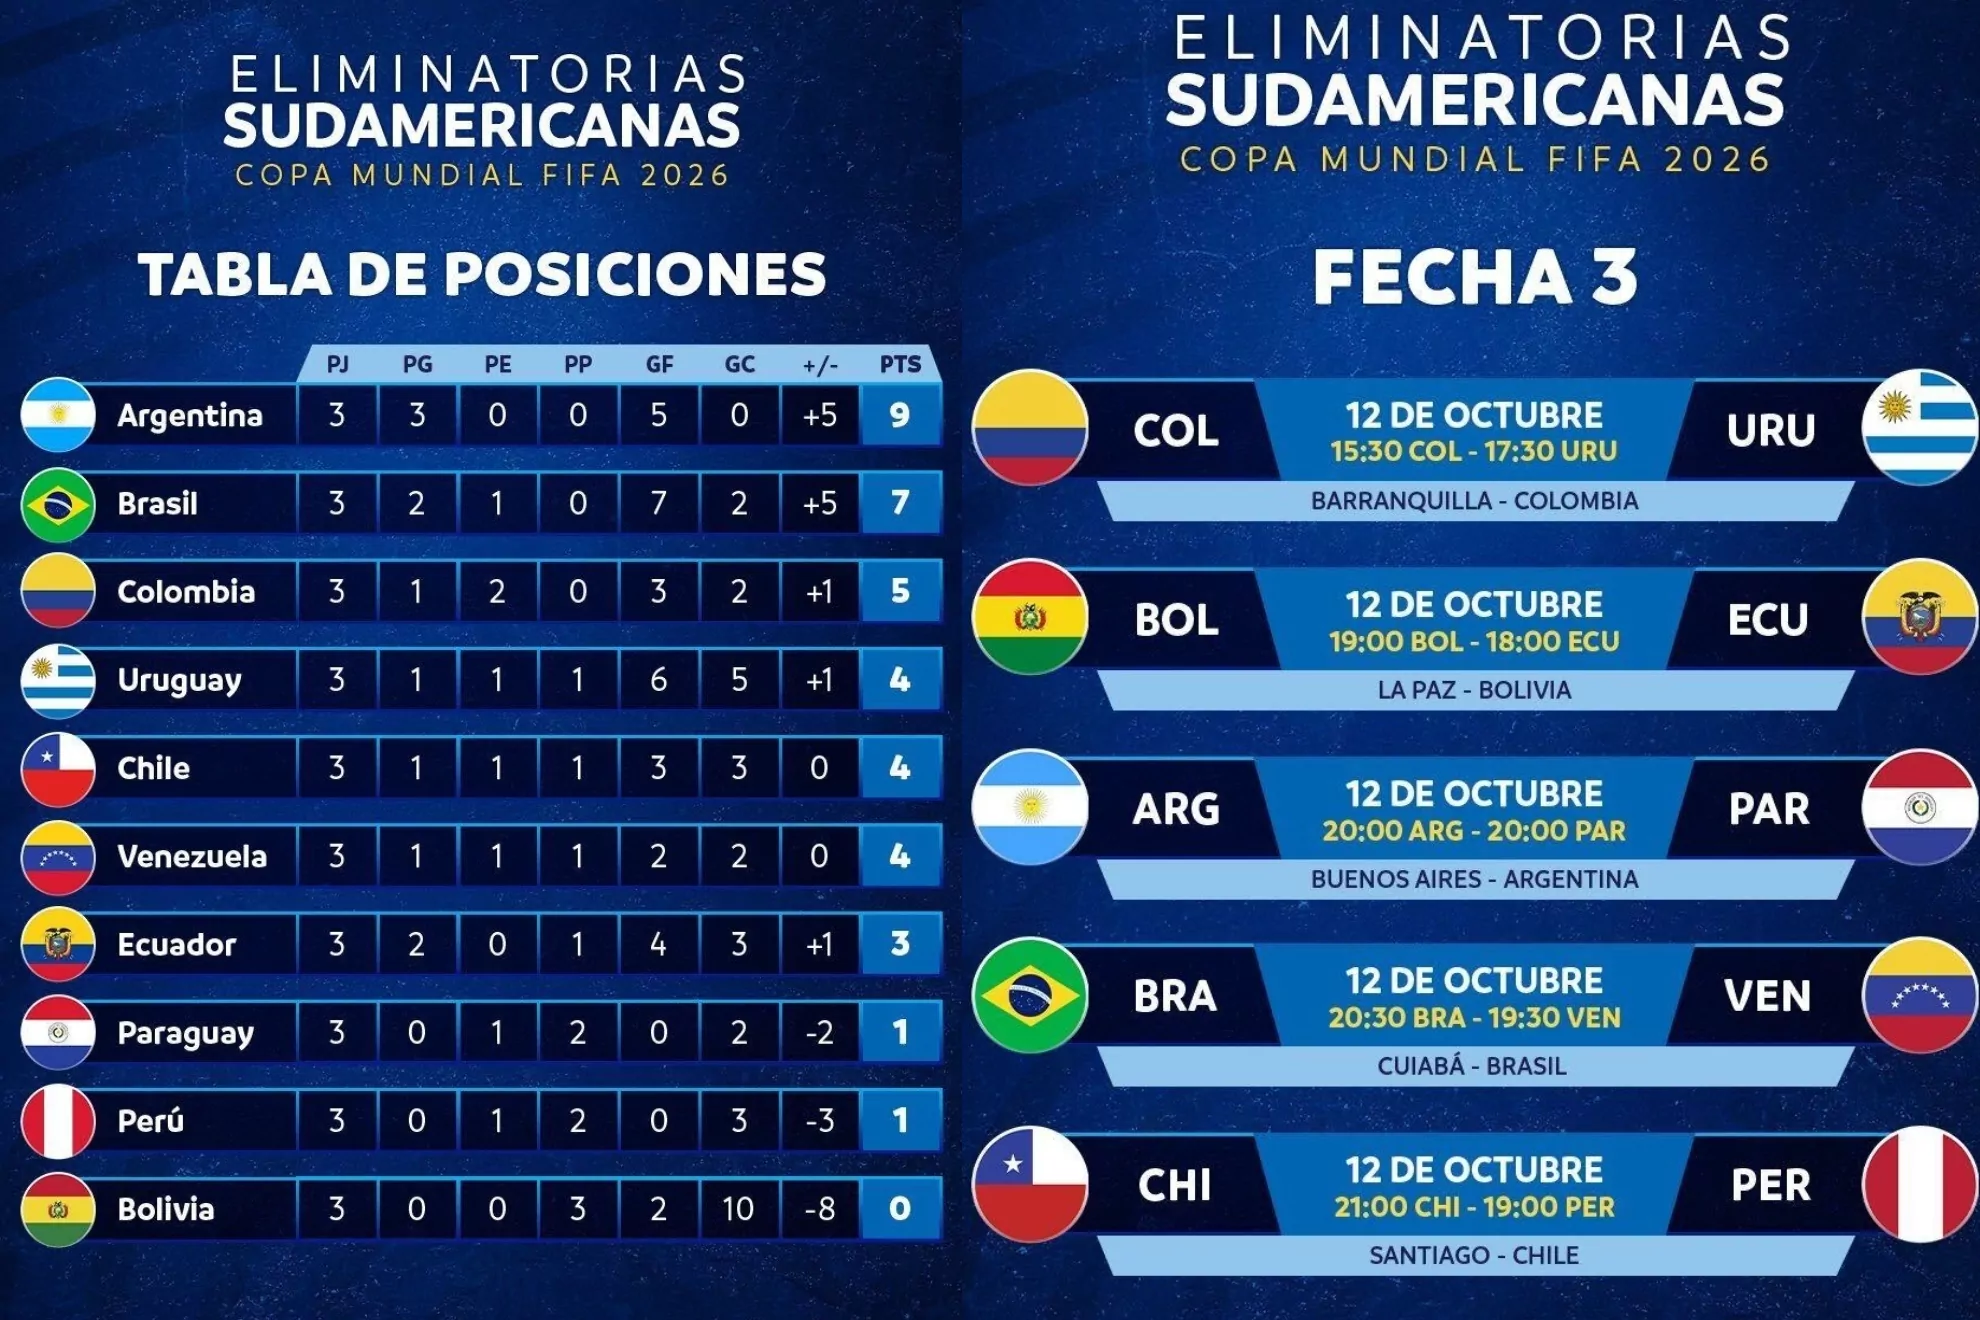 ELIMINATORIAS
SUDAMERICANAS
COPA MUNDIAL FIFA 2026
TABLA DE POSICIONES
PJ PG PE PP GF GC +/- PTS
Argentina 3 3 0 0 5 0 +5 9
Brasil 3 2 1 0 7 2 +5 7
Colombia 3 1 2 0 3 2 +1 5
Uruguay 3 1 1 1 6 5 +1 4
Chile 3 1 1 1 3 3 0 4
Venezuela 3 1 1 1 2 2 0 4
Ecuador 3 2 0 1 4 3 +1 3
Paraguay 3 0 1 2 0 2 -2 1
Perú 3 0 1 2 0 3 -3 1
Bolivia 3 0 0 3 2 10 -8 0
ELIMINATORIAS
SUDAMERICANAS
COPA MUNDIAL FIFA 2026
FECHA 3
COL 12 DE OCTUBRE URU
15:30 COL - 17:30 URU
BARRANQUILLA - COLOMBIA
BOL 12 DE OCTUBRE ECU
19:00 BOL - 18:00 ECU
LA PAZ - BOLIVIA
ARG 12 DE OCTUBRE PAR
20:00 ARG - 20:00 PAR
BUENOS AIRES - ARGENTINA
BRA 12 DE OCTUBRE VEN
20:30 BRA - 19:30 VEN
CUIABÁ - BRASIL
CHI 12 DE OCTUBRE PER
21:00 CHI - 19:00 PER
SANTIAGO - CHILE